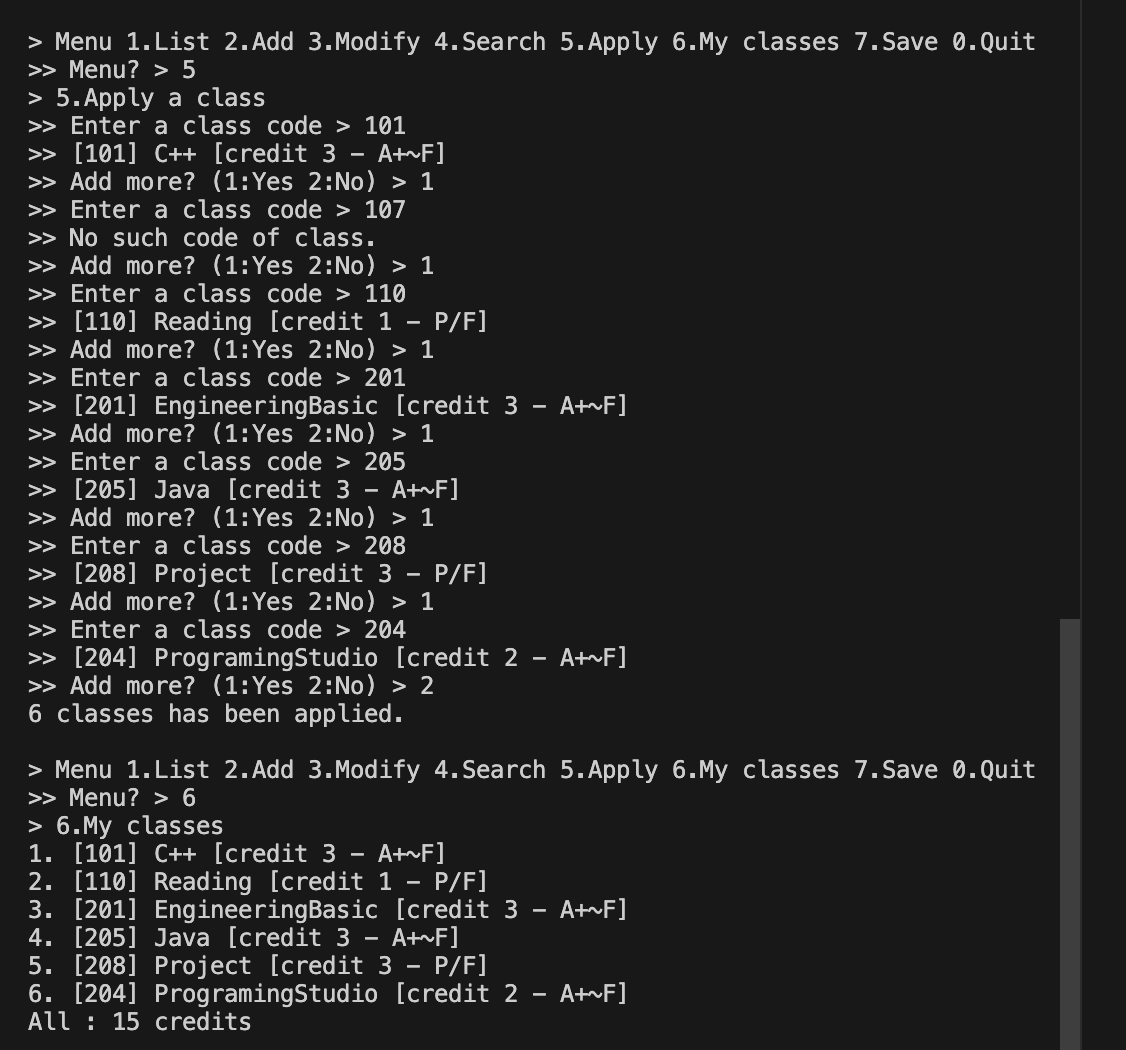 > Menu 1.List 2.Add 3.Modify 4.Search 5.Apply 6.My classes 7.Save 0.Quit
>> Menu? > 5
> 5.Apply a class
>> Enter a class code > 101
>> [101] C++ [credit 3 - A+~F]
>> Add more? (1:Yes 2:No) > 1
>> Enter a class code > 107
>> No such code of class.
>> Add more? (1:Yes 2:No) > 1
>> Enter a class code > 110
>> [110] Reading [credit 1 - P/F]
>> Add more? (1:Yes 2:No) > 1
>> Enter a class code > 201
>> [201] EngineeringBasic [credit 3 - A+~F]
>> Add more? (1:Yes 2:No) > 1
>> Enter a class code > 205
>> [205] Java [credit 3 - A+~F]
>> Add more? (1:Yes 2:No) > 1
>> Enter a class code > 208
>> [208] Project [credit 3 - P/F]
>> Add more? (1:Yes 2:No) > 1
>> Enter a class code > 204
>> [204] ProgramingStudio [credit 2 - A+~F]
>> Add more? (1:Yes 2:No) > 2
6 classes has been applied.
> Menu 1.List 2.Add 3.Modify 4.Search 5.Apply 6.My classes 7.Save 0.Quit
>> Menu? > 6
> 6.My classes
1. [101] C++ [credit 3 - A+~F]
2. [110] Reading [credit 1 - P/F]
3. [201] EngineeringBasic [credit 3 - A+~F]
4. [205] Java [credit 3 - A+~F]
5. [208] Project [credit 3 - P/F]
6. [204] ProgramingStudio [credit 2 - A+~F]
All : 15 credits